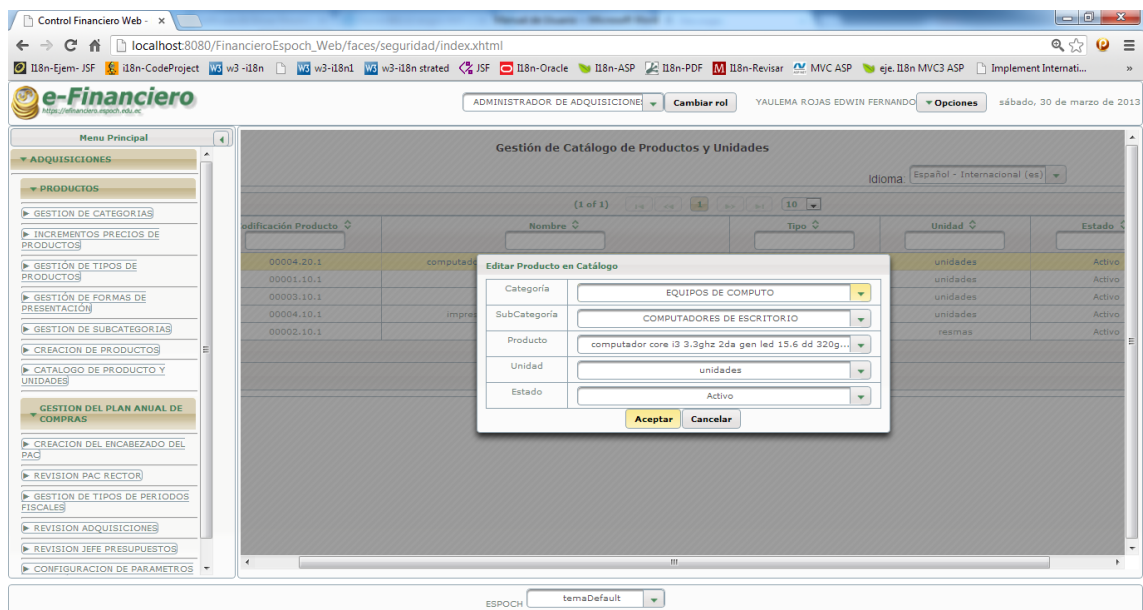 Control Financiero Web -
localhost:8080/FinancieroEspoch_Web/faces/seguridad/index.xhtml
I18n-Ejem- JSF i18n-CodeProject w3 -i18n w3-i18n1 w3-i18n strated JSF I18n-Oracle I18n-ASP I18n-PDF I18n-Revisar MVC ASP eje. I18n MVC3 ASP Implement Internati... »
e-Financiero
https://efinanciero.espoch.edu.ec
ADMINISTRADOR DE ADQUISICIONE
Cambiar rol
YAULEMA ROJAS EDWIN FERNANDO
Opciones
sábado, 30 de marzo de 2013
Menu Principal
ADQUISICIONES
PRODUCTOS
GESTION DE CATEGORIAS
INCREMENTOS PRECIOS DE
PRODUCTOS
GESTIÓN DE TIPOS DE
PRODUCTOS
GESTIÓN DE FORMAS DE
PRESENTACIÓN
GESTION DE SUBCATEGORIAS
CREACION DE PRODUCTOS
CATALOGO DE PRODUCTO Y
UNIDADES
GESTION DEL PLAN ANUAL DE
COMPRAS
CREACION DEL ENCABEZADO DEL
PAC
REVISION PAC RECTOR
GESTION DE TIPOS DE PERIODOS
FISCALES
REVISION ADQUISICIONES
REVISION JEFE PRESUPUESTOS
CONFIGURACION DE PARAMETROS
Gestión de Catálogo de Productos y Unidades
Idioma: Español - Internacional (es)
(1 of 1) 1 10
odificación Producto Nombre Tipo Unidad Estado
00004.20.1 computado unidades Activo
00001.10.1 unidades Activo
00003.10.1 unidades Activo
00004.10.1 impres unidades Activo
00002.10.1 resmas Activo
Editar Producto en Catálogo
Categoría EQUIPOS DE COMPUTO
SubCategoría COMPUTADORES DE ESCRITORIO
Producto computador core i3 3.3ghz 2da gen led 15.6 dd 320g...
Unidad unidades
Estado Activo
Aceptar Cancelar
ESPOCH temaDefault